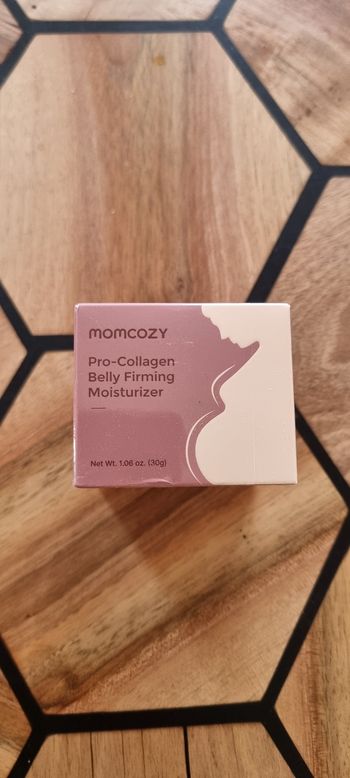 momcozy
Pro-Collagen
Belly Firming
Moisturizer
Net Wt. 1.06 oz. (30g)